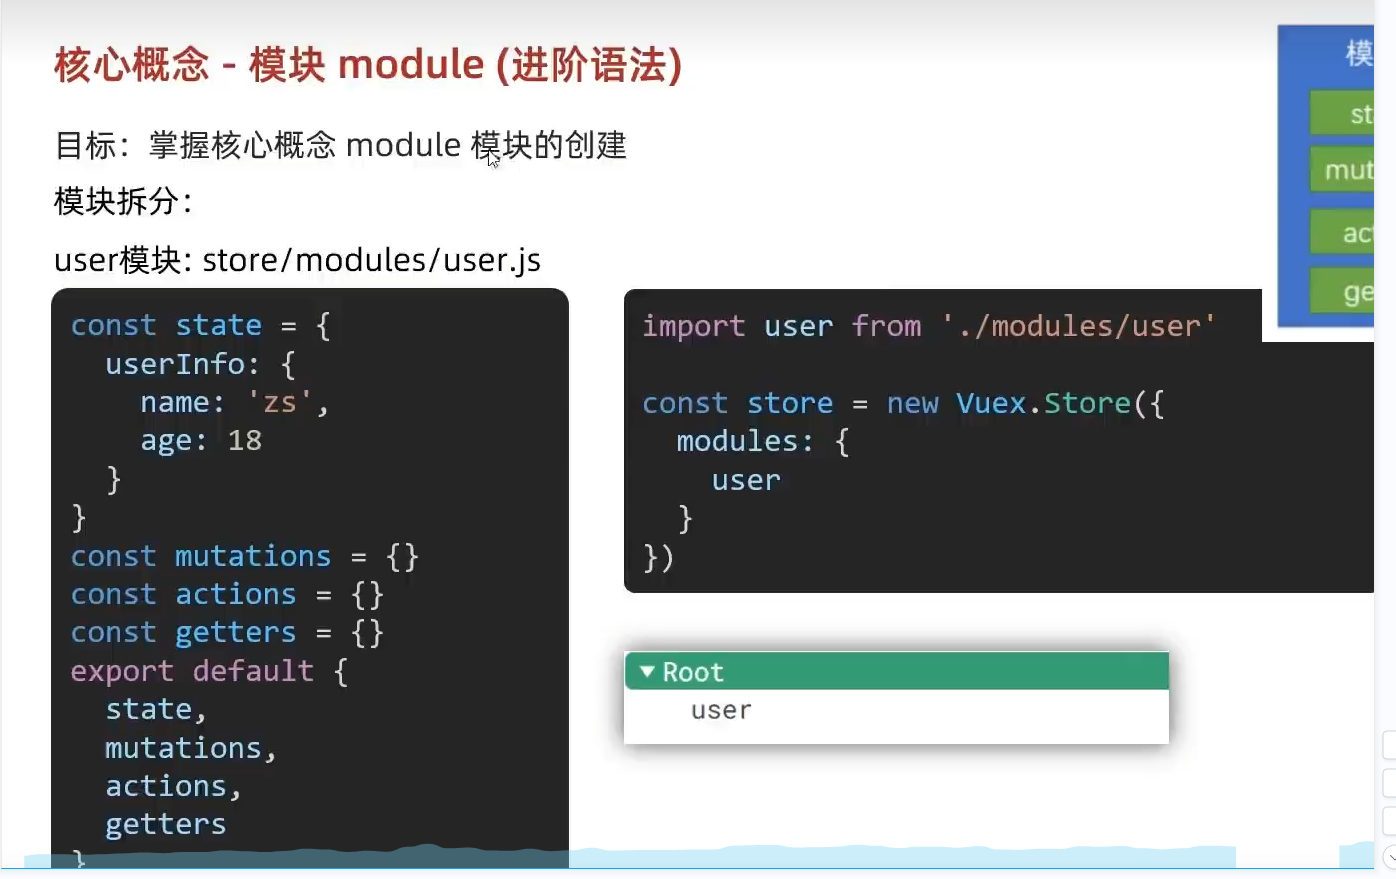 核心概念 - 模块 module (进阶语法)
目标：掌握核心概念 module 模块的创建
模块拆分：
user模块: store/modules/user.js
const state = {
  userInfo: {
    name: 'zs',
    age: 18
  }
}
const mutations = {}
const actions = {}
const getters = {}
export default {
  state,
  mutations,
  actions,
  getters
}
import user from './modules/user'
const store = new Vuex.Store({
  modules: {
    user
  }
})
Root
user
模
st
mut
ac
ge